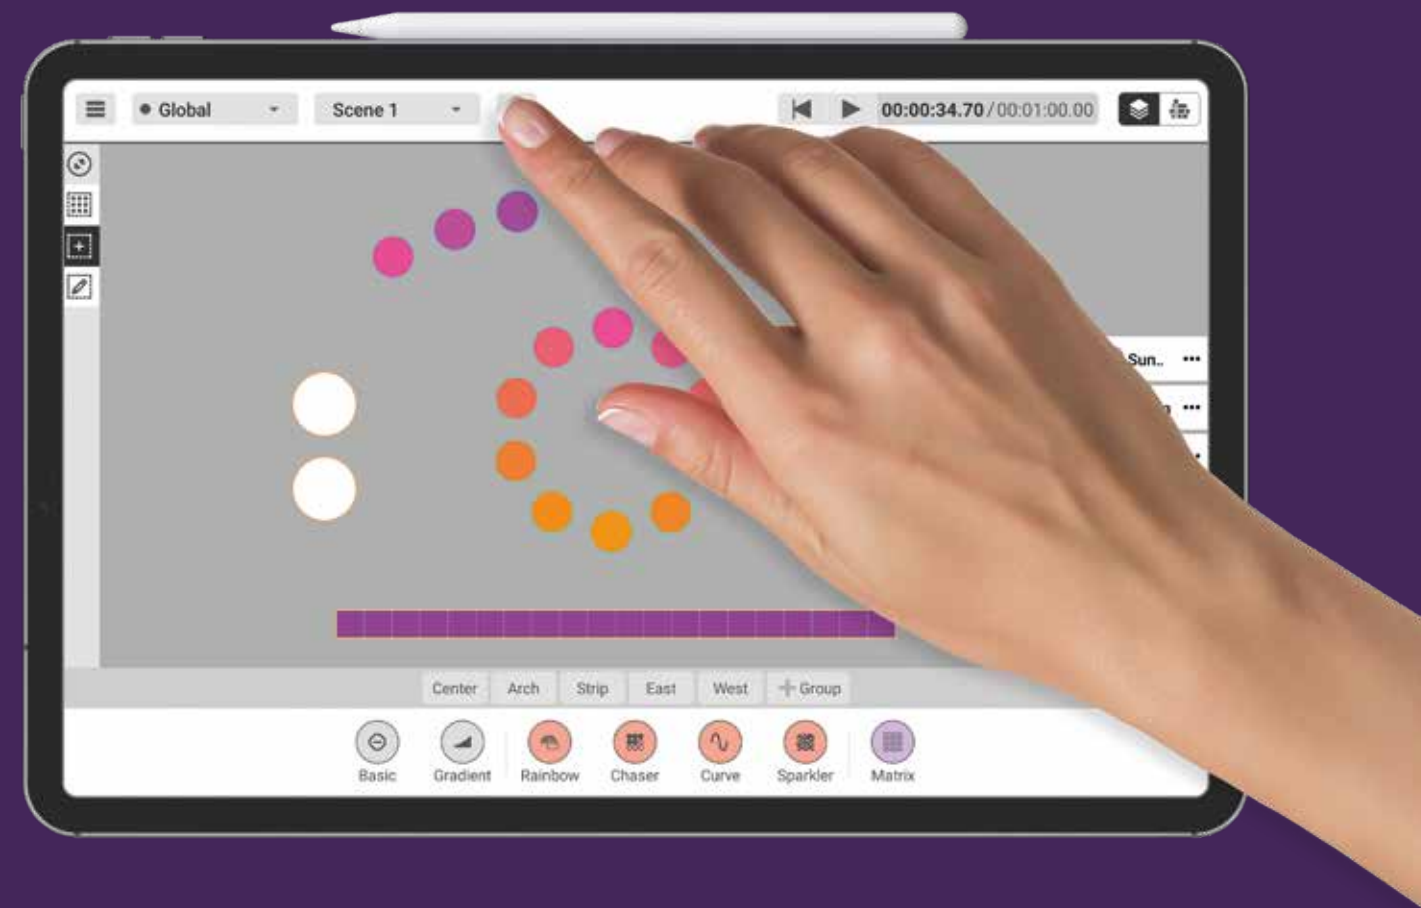 Global
Scene 1
00:00:34.70/00:01:00.00
Sun..
Center Arch Strip East West Group
Basic Gradient Rainbow Chaser Curve Sparkler Matrix